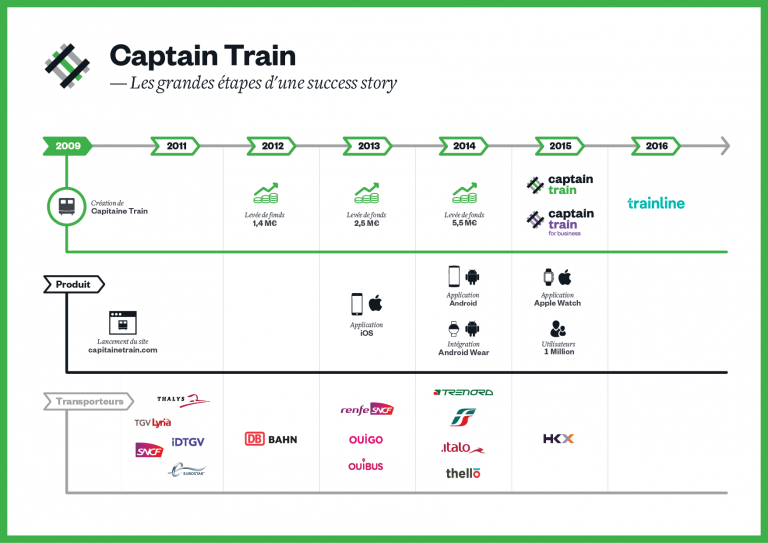 Captain Train
— Les grandes étapes d'une success story
2009
2011
2012
2013
2014
2015
2016
Création de
Capitaine Train
Levée de fonds
1,4 M€
Levée de fonds
2,5 M€
Levée de fonds
5,5 M€
captain
train
captain
train
for business
trainline
Produit
Lancement du site
capitainetrain.com
Application
iOS
Application
Android
Intégration
Android Wear
Application
Apple Watch
Utilisateurs
1 Million
Transporteurs
THALYS
TGV Lyria
SNCF
iDTGV
EUROSTAR
DB BAHN
renfe SNCF
OUIGO
OUIBUS
TRENORD
.italo
thello
HKX